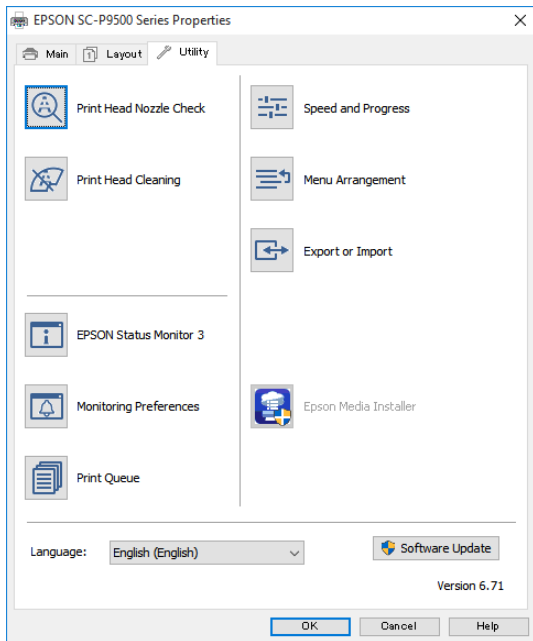 EPSON SC-P9500 Series Properties
Main
Layout
Utility
Print Head Nozzle Check
Speed and Progress
Print Head Cleaning
Menu Arrangement
Export or Import
EPSON Status Monitor 3
Monitoring Preferences
Epson Media Installer
Print Queue
Language:
English (English)
Software Update
Version 6.71
OK
Cancel
Help